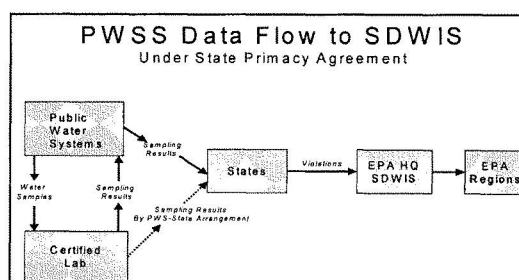 PWSS Data Flow to SDWIS
Under State Primacy Agreement
Public
Water
Systems
Sampling
Results
Water
Samples
Sampling
Results
States
Violations
EPA HQ
SDWIS
EPA
Regions
Sampling Results
By PWS-State Arrangement
Certified
Lab